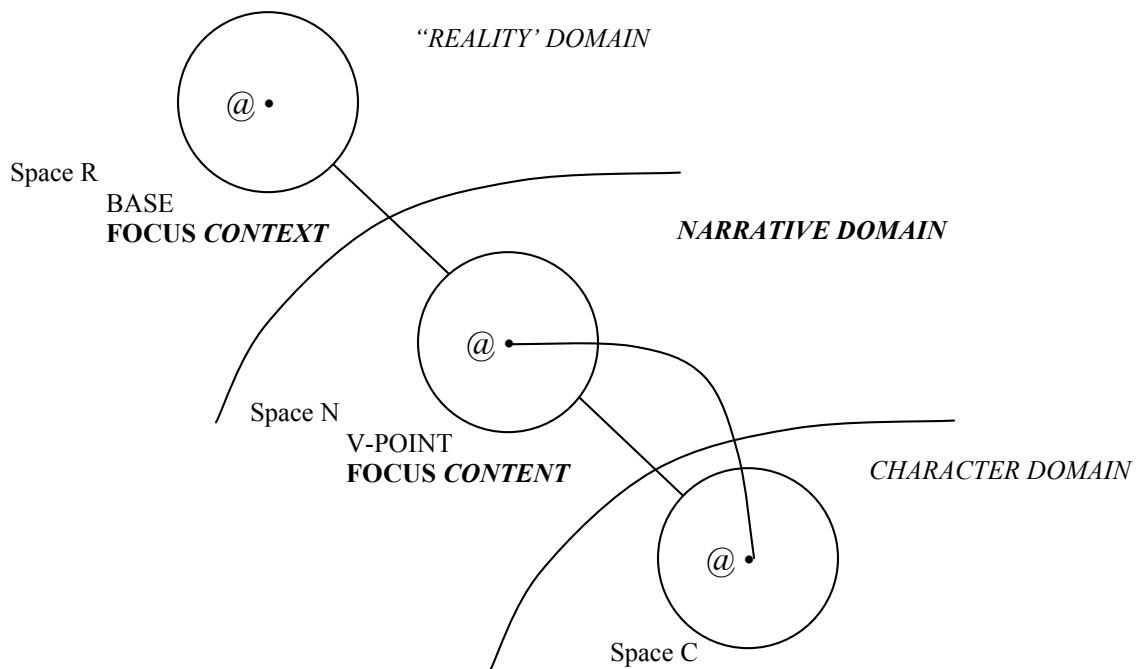 “REALITY’ DOMAIN
@
Space R
BASE
FOCUS CONTEXT
NARRATIVE DOMAIN
@
Space N
V-POINT
FOCUS CONTENT
CHARACTER DOMAIN
@
Space C